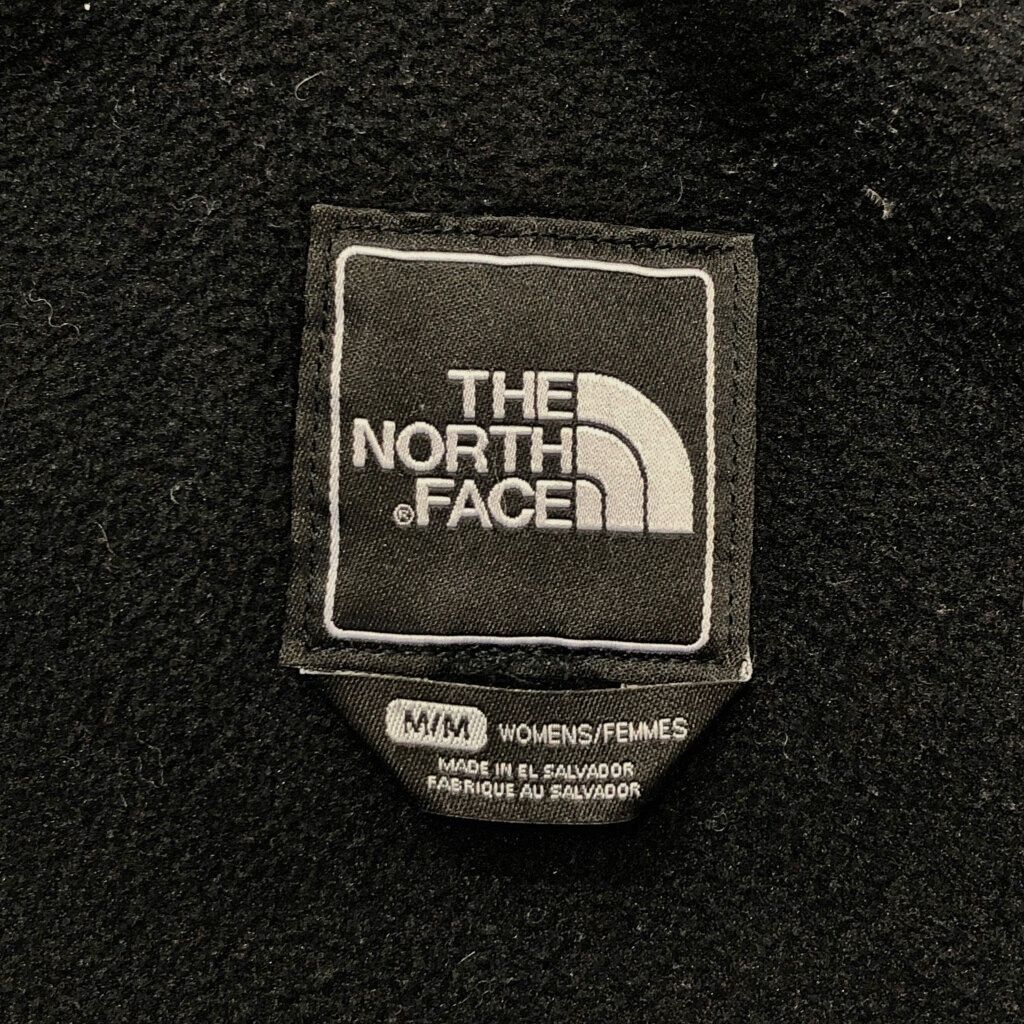 THE
NORTH
®FACE
M/M WOMENS/FEMMES
MADE IN EL SALVADOR
FABRIQUE AU SALVADOR